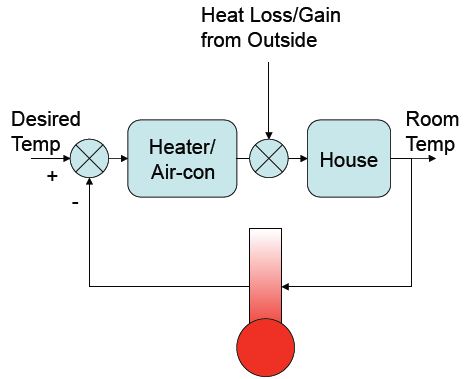 Heat Loss/Gain
from Outside
Desired
Temp
+
-
Heater/
Air-con
House
Room
Temp